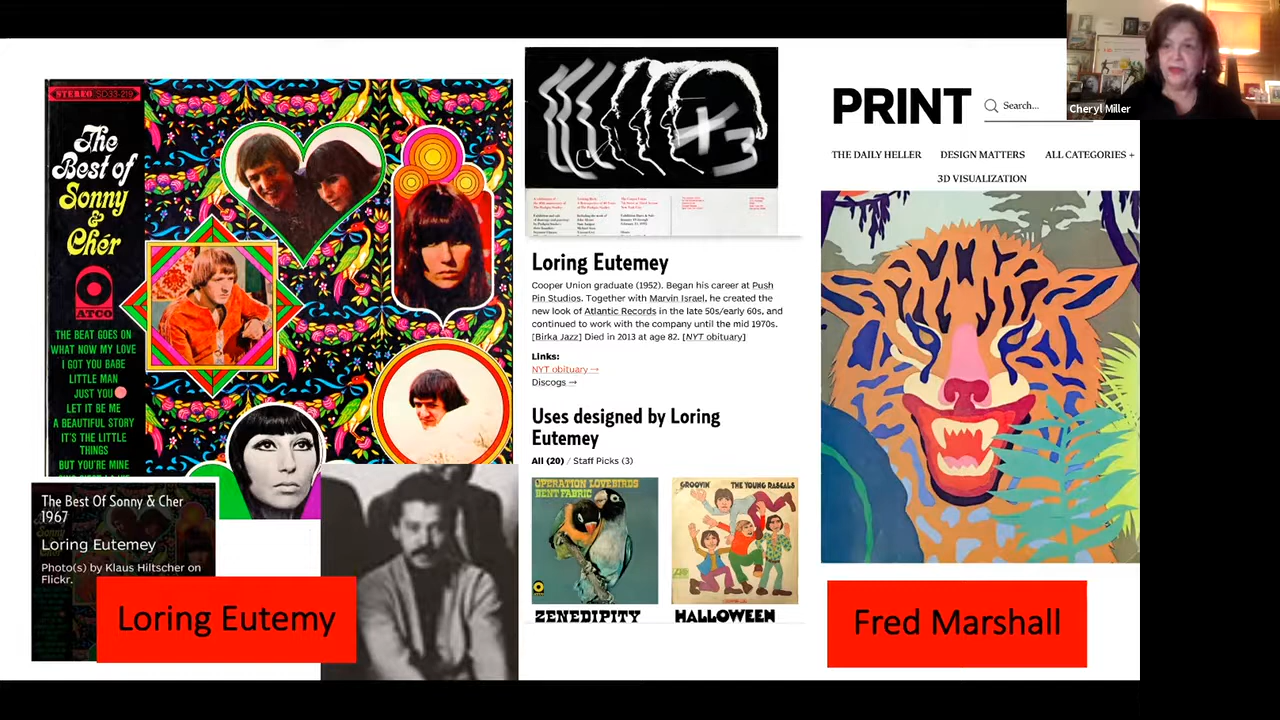 STEREO SD33-219
The
Best of
Sonny
&
Cher
ATCO
THE BEAT GOES ON
WHAT NOW MY LOVE
I GOT YOU BABE
LITTLE MAN
JUST YOU
LET IT BE ME
A BEAUTIFUL STORY
IT'S THE LITTLE
THINGS
BUT YOU'RE MINE
The Best Of Sonny & Cher
1967
Loring Eutemey
Photo(s) by Klaus Hiltscher on
Flickr.
Loring Eutemy
+3
Loring Eutemey
Cooper Union graduate (1952). Began his career at Push
Pin Studios. Together with Marvin Israel, he created the
new look of Atlantic Records in the late 50s/early 60s, and
continued to work with the company until the mid 1970s.
[Birka Jazz] Died in 2013 at age 82. [NYT obituary]
Links:
NYT obituary →
Discogs →
Uses designed by Loring
Eutemey
All (20) / Staff Picks (3)
OPERATION LOVEBIRDS
BENT FABRIC
GROOVIN' THE YOUNG RASCALS
ZENEDIPITY
HALLOWEEN
PRINT
Search...
THE DAILY HELLER DESIGN MATTERS ALL CATEGORIES +
3D VISUALIZATION
Fred Marshall
Cheryl Miller